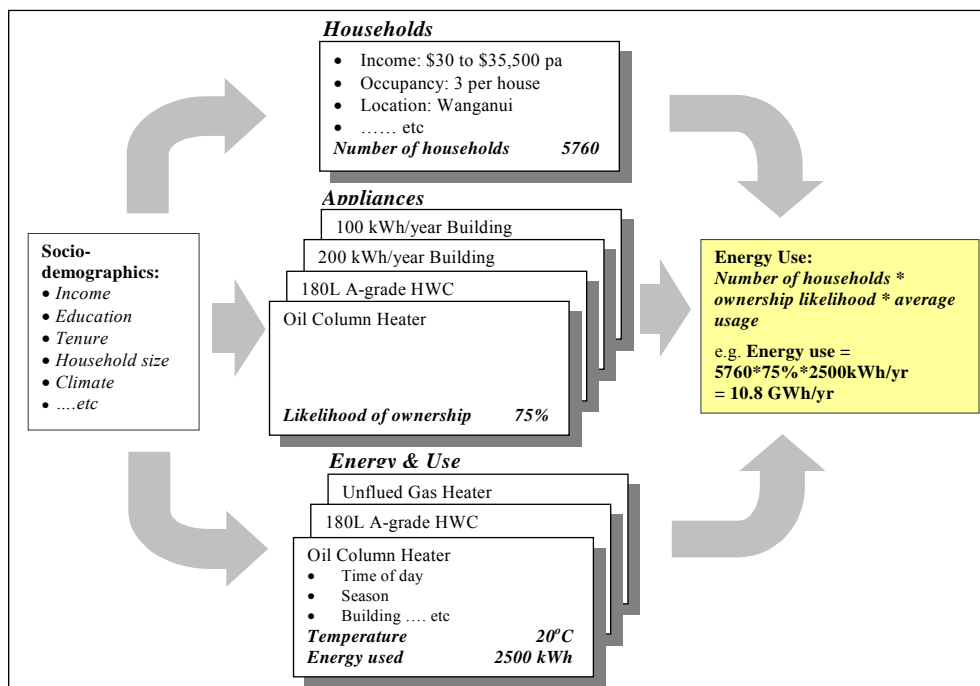 Households
• Income: $30 to $35,500 pa
• Occupancy: 3 per house
• Location: Wanganui
• …… etc
Number of households 5760
Socio-
demographics:
• Income
• Education
• Tenure
• Household size
• Climate
• ….etc
Appliances
100 kWh/year Building
200 kWh/year Building
180L A-grade HWC
Oil Column Heater
Likelihood of ownership 75%
Energy & Use
Unflued Gas Heater
180L A-grade HWC
Oil Column Heater
• Time of day
• Season
• Building …. etc
Temperature 20°C
Energy used 2500 kWh
Energy Use:
Number of households *
ownership likelihood * average
usage
e.g. Energy use =
5760*75%*2500kWh/yr
= 10.8 GWh/yr